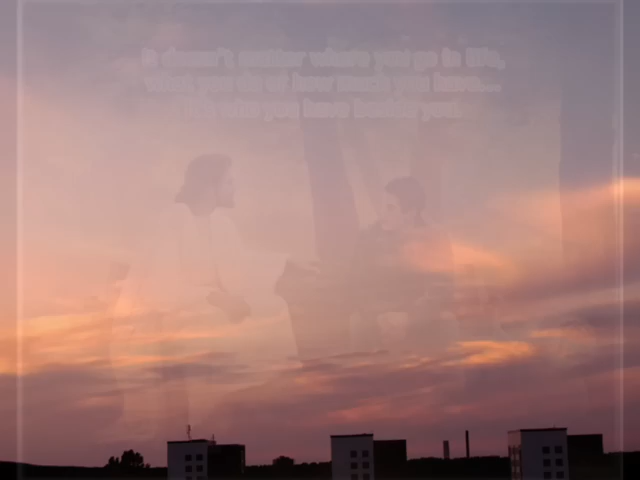 It doesn't matter where you go in life,
What you do or how much you have...
It's who you have beside you.